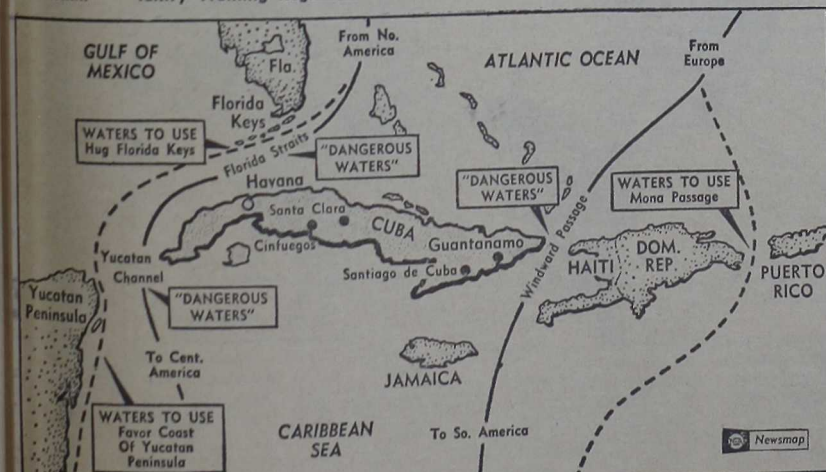 GULF OF
MEXICO
Fla.
From No.
America
ATLANTIC OCEAN
From
Europe
Florida
Keys
WATERS TO USE
Hug Florida Keys
Florida Straits
"DANGEROUS
WATERS"
"DANGEROUS
WATERS"
WATERS TO USE
Mona Passage
Havana
Santa Clara
CUBA
Cinfuegos
Guantanamo
Santiago de Cuba
Windward Passage
HAITI
DOM.
REP.
PUERTO
RICO
Yucatan
Channel
Yucatan
Peninsula
"DANGEROUS
WATERS"
To Cent.
America
JAMAICA
WATERS TO USE
Favor Coast
Of Yucatan
Peninsula
CARIBBEAN
SEA
To So. America
Newsmap